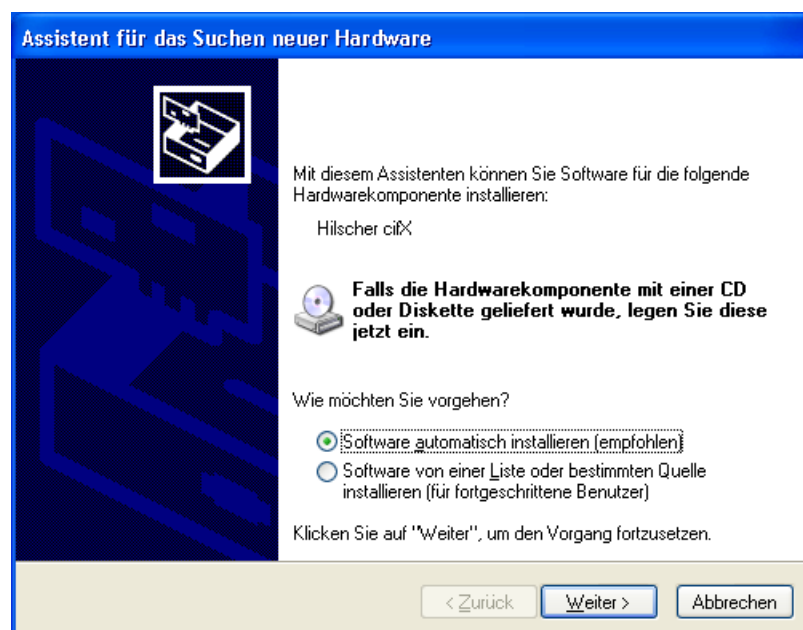 Assistent für das Suchen neuer Hardware
Mit diesem Assistenten können Sie Software für die folgende
Hardwarekomponente installieren:
Hilscher cifX
Falls die Hardwarekomponente mit einer CD
oder Diskette geliefert wurde, legen Sie diese
jetzt ein.
Wie möchten Sie vorgehen?
Software automatisch installieren (empfohlen)
Software von einer Liste oder bestimmten Quelle
installieren (für fortgeschrittene Benutzer)
Klicken Sie auf "Weiter", um den Vorgang fortzusetzen.
< Zurück Weiter > Abbrechen